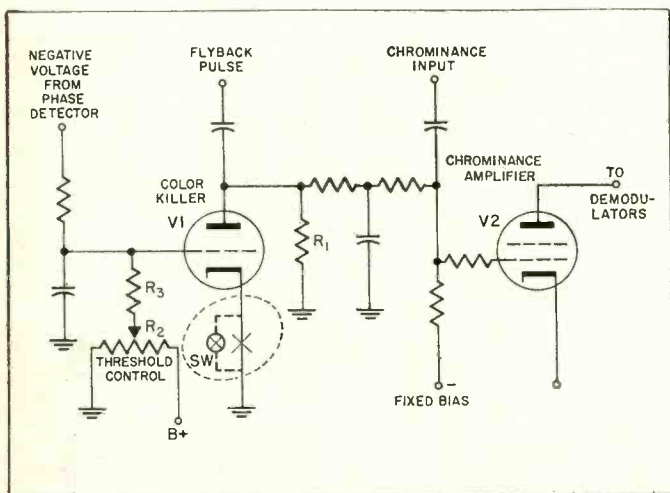 NEGATIVE
VOLTAGE
FROM
PHASE
DETECTOR
FLYBACK
PULSE
CHROMINANCE
INPUT
COLOR
KILLER
V1
CHROMINANCE
AMPLIFIER
V2
TO
DEMODU-
LATORS
R1
R3
R2
THRESHOLD
CONTROL
B+
SW
−
FIXED BIAS